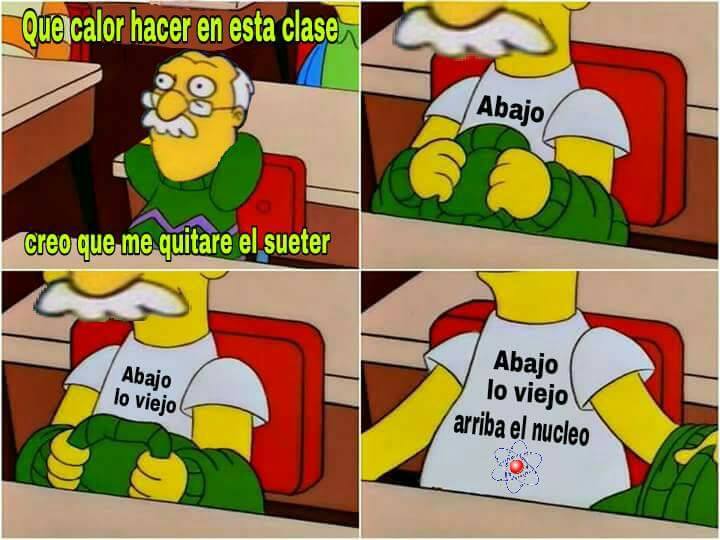 Que calor hacer en esta clase
creo que me quitare el sueter
Abajo
Abajo
lo viejo
Abajo
lo viejo
arriba el nucleo